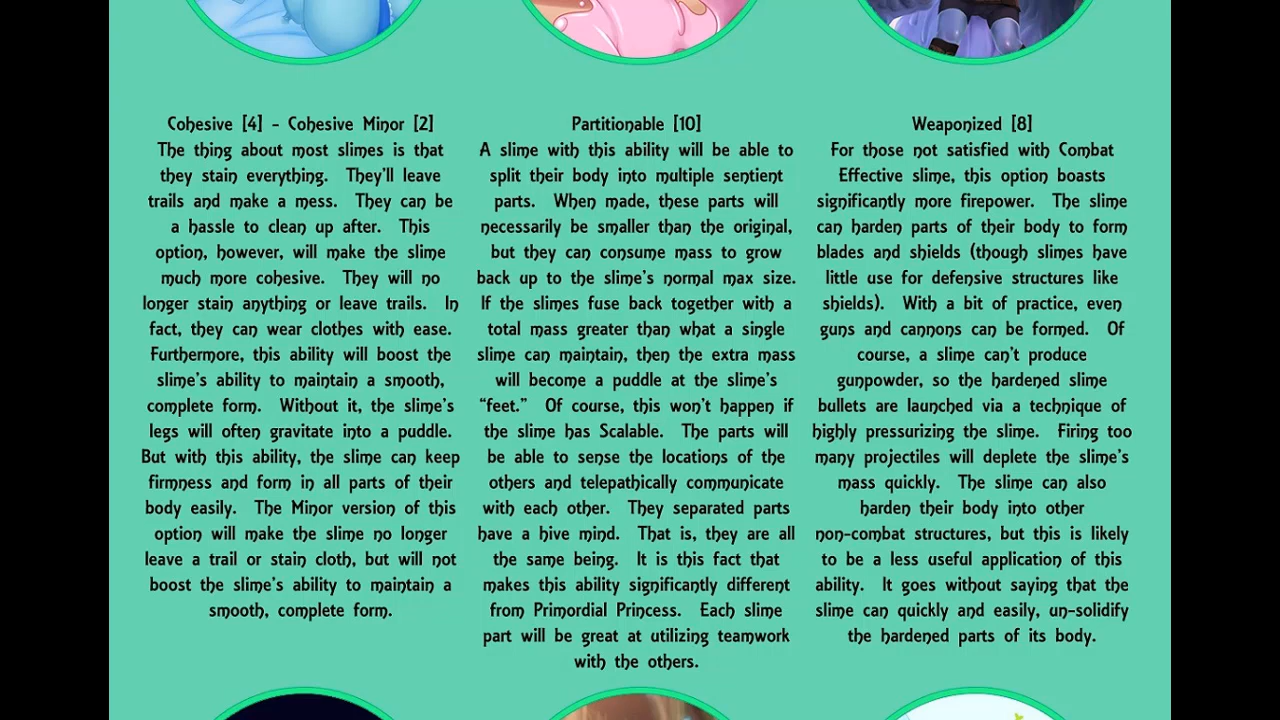 Cohesive [4] - Cohesive Minor [2]
The thing about most slimes is that
they stain everything. They'll leave
trails and make a mess. They can be
a hassle to clean up after. This
option, however, will make the slime
much more cohesive. They will no
longer stain anything or leave trails. In
fact, they can wear clothes with ease.
Furthermore, this ability will boost the
slime's ability to maintain a smooth,
complete form. Without it, the slime's
legs will often gravitate into a puddle.
But with this ability, the slime can keep
firmness and form in all parts of their
body easily. The Minor version of this
option will make the slime no longer
leave a trail or stain cloth, but will not
boost the slime's ability to maintain a
smooth, complete form.
Partitionable [10]
A slime with this ability will be able to
split their body into multiple sentient
parts. When made, these parts will
necessarily be smaller than the original,
but they can consume mass to grow
back up to the slime's normal max size.
If the slimes fuse back together with a
total mass greater than what a single
slime can maintain, then the extra mass
will become a puddle at the slime's
“feet.” Of course, this won't happen if
the slime has Scalable. The parts will
be able to sense the locations of the
others and telepathically communicate
with each other. They separated parts
have a hive mind. That is, they are all
the same being. It is this fact that
makes this ability significantly different
from Primordial Princess. Each slime
part will be great at utilizing teamwork
with the others.
Weaponized [8]
For those not satisfied with Combat
Effective slime, this option boasts
significantly more firepower. The slime
can harden parts of their body to form
blades and shields (though slimes have
little use for defensive structures like
shields). With a bit of practice, even
guns and cannons can be formed. Of
course, a slime can't produce
gunpowder, so the hardened slime
bullets are launched via a technique of
highly pressurizing the slime. Firing too
many projectiles will deplete the slime's
mass quickly. The slime can also
harden their body into other
non-combat structures, but this is likely
to be a less useful application of this
ability. It goes without saying that the
slime can quickly and easily, un-solidify
the hardened parts of its body.